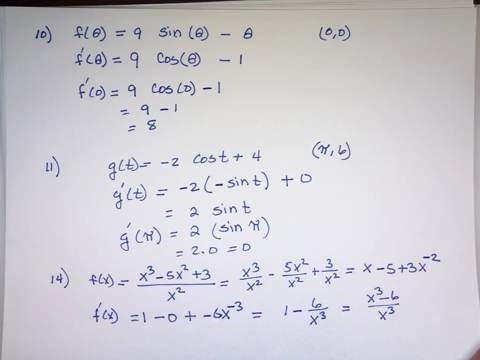 10) f(θ) = 9 sin(θ) - θ (0,0)
f'(θ) = 9 cos(θ) - 1
f'(0) = 9 cos(0) - 1
= 9 - 1
= 8
11) g(t) = -2 cos t + 4 (π, 6)
g'(t) = -2(-sin t) + 0
= 2 sin t
g'(π) = 2 (sin π)
= 2·0 = 0
14) f(x) = (x³-5x²+3)/x² = x³/x² - 5x²/x² + 3/x² = x - 5 + 3x⁻²
f'(x) = 1 - 0 + -6x⁻³ = 1 - 6/x³ = (x³-6)/x³